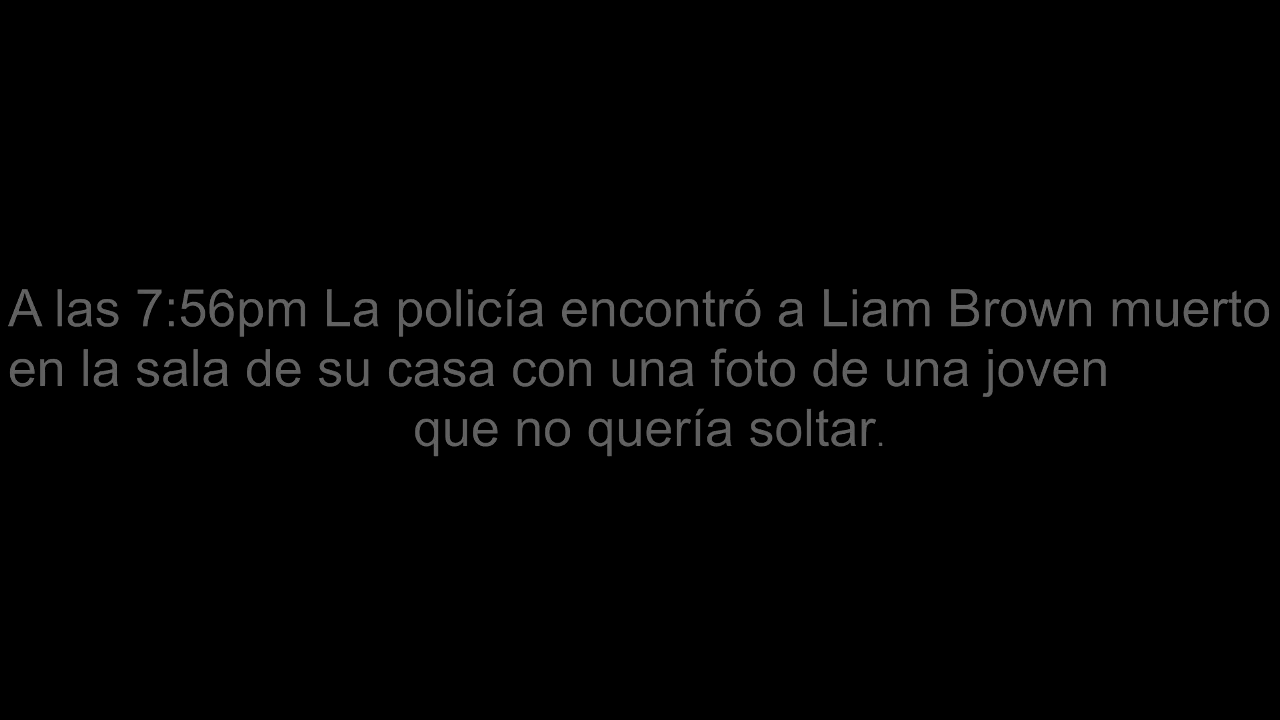 A las 7:56pm La policía encontró a Liam Brown muerto
en la sala de su casa con una foto de una joven
que no quería soltar.